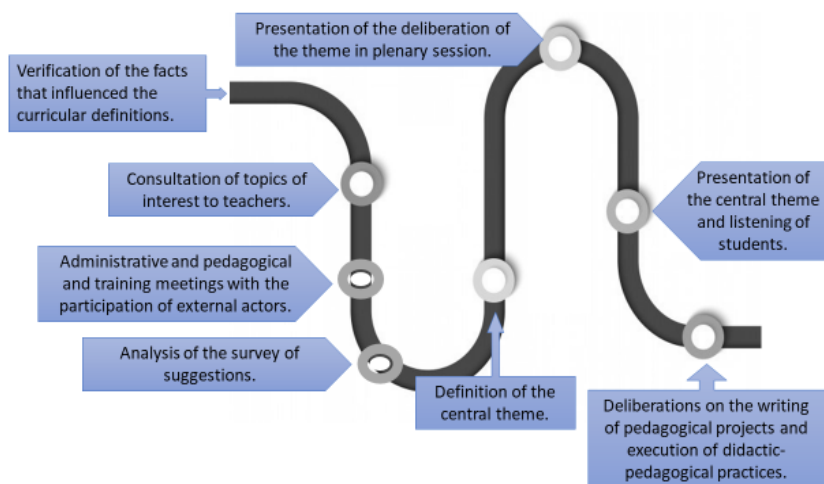 Verification of the facts
that influenced the
curricular definitions.
Consultation of topics of
interest to teachers.
Administrative and pedagogical
and training meetings with the
participation of external actors.
Analysis of the survey of
suggestions.
Definition of the
central theme.
Presentation of the deliberation of
the theme in plenary session.
Presentation of
the central theme
and listening of
students.
Deliberations on the writing
of pedagogical projects and
execution of didactic-
pedagogical practices.